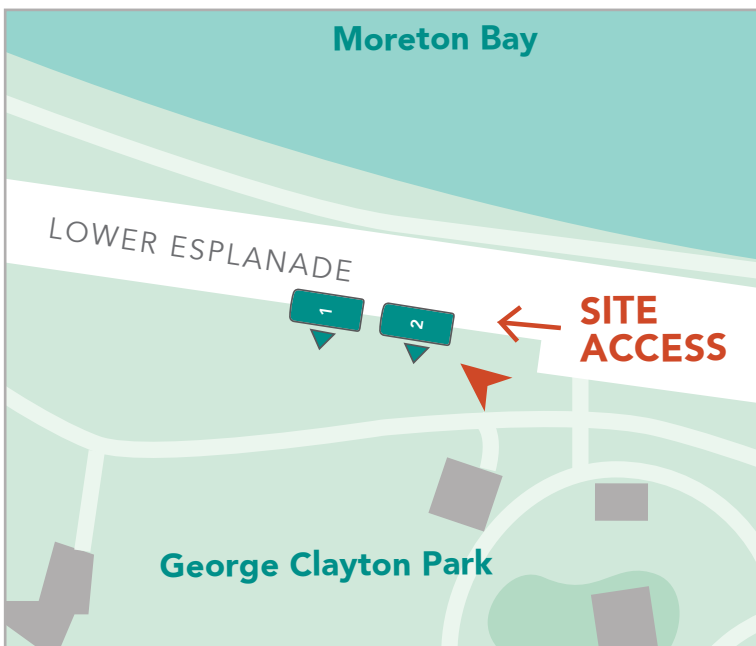 Moreton Bay
LOWER ESPLANADE
1
2
SITE
ACCESS
George Clayton Park